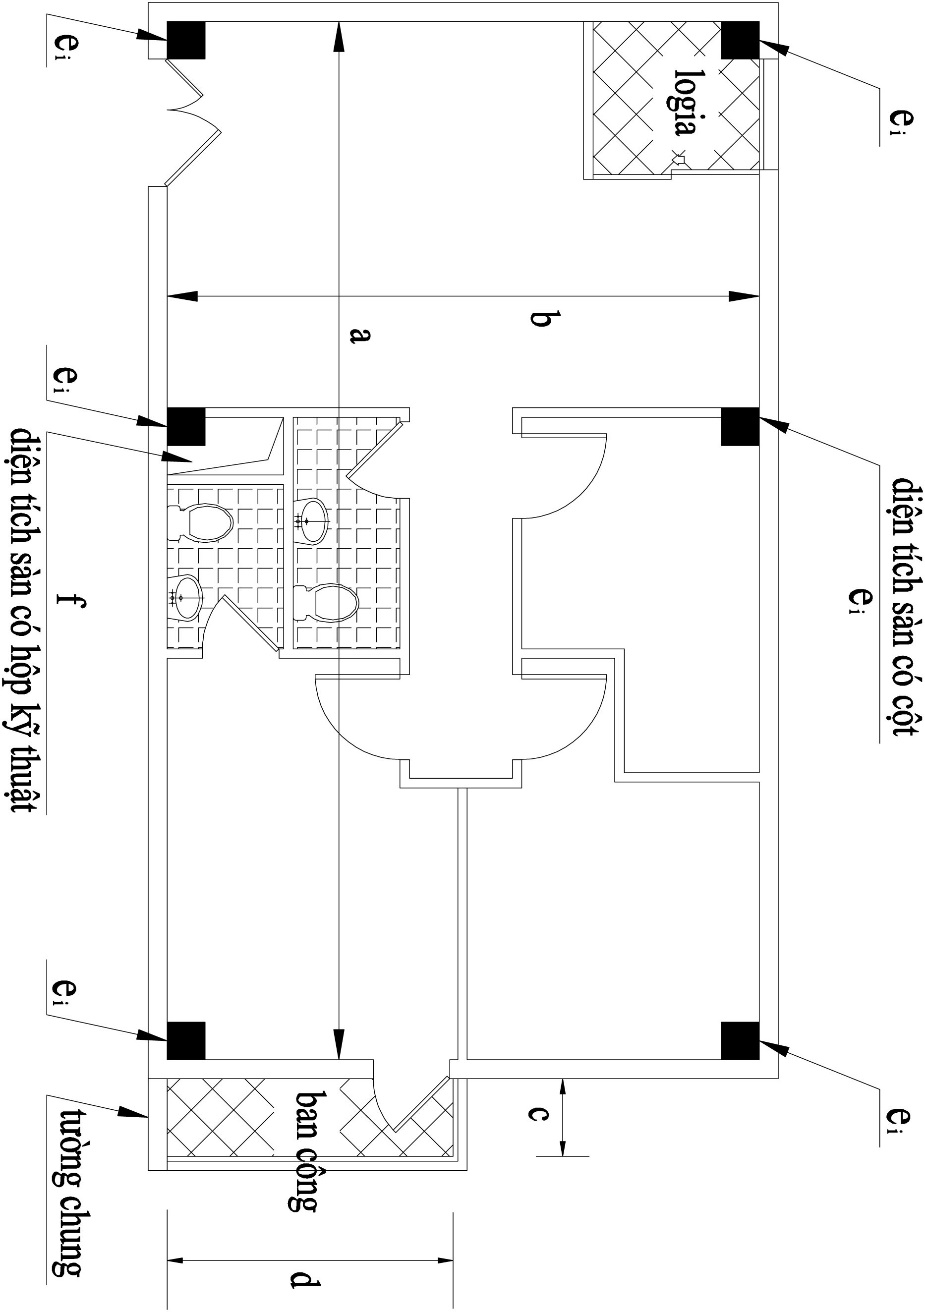 eᵢ
eᵢ
logia
b
a
eᵢ
diện tích sàn có cột
eᵢ
diện tích sàn có hộp kỹ thuật
f
eᵢ
eᵢ
c
ban công
tường chung
d